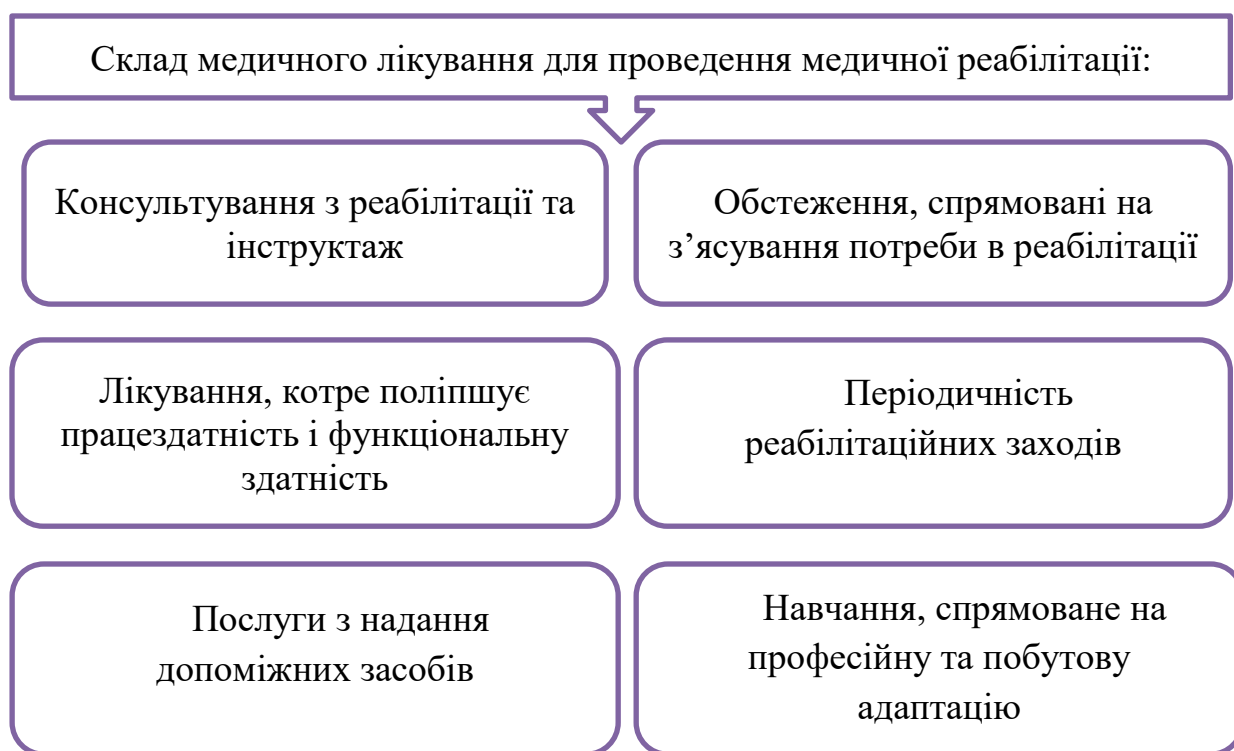 Склад медичного лікування для проведення медичної реабілітації:
Консультування з реабілітації та
інструктаж
Обстеження, спрямовані на
з’ясування потреби в реабілітації
Лікування, котре поліпшує
працездатність і функціональну
здатність
Періодичність
реабілітаційних заходів
Послуги з надання
допоміжних засобів
Навчання, спрямоване на
професійну та побутову
адаптацію